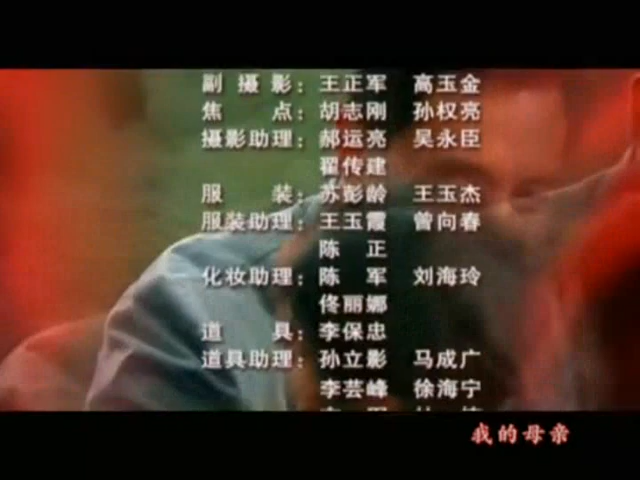 副 摄 影：王正军 高玉金
焦 点：胡志刚 孙权亮
摄影助理：郝运亮 吴永臣
翟传建
服 装：苏彭龄 王玉杰
服装助理：王玉霞 曾向春
陈 正
化妆助理：陈 军 刘海玲
佟丽娜
道 具：李保忠
道具助理：孙立影 马成广
李芸峰 徐海宁
我的母亲